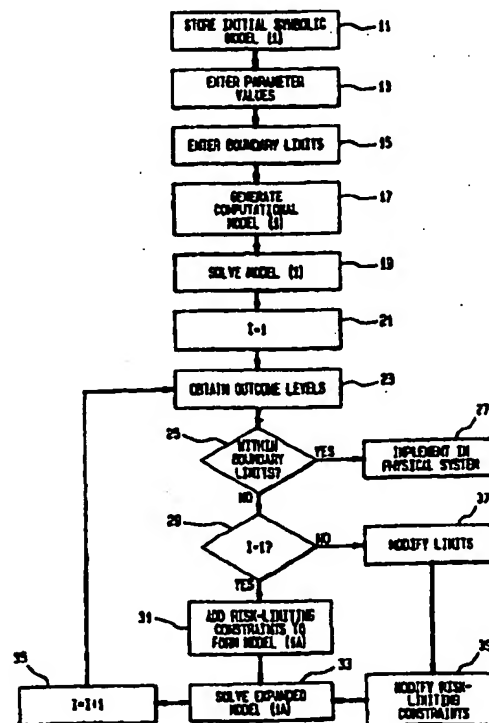 STORE INITIAL SYMBOLIC
MODEL (1)
11
ENTER PARAMETER
VALUES
13
ENTER BOUNDARY LIMITS
15
GENERATE
COMPUTATIONAL
MODEL (1)
17
SOLVE MODEL (1)
19
I=1
21
OBTAIN OUTCOME LEVELS
23
25
WITHIN
BOUNDARY
LIMITS?
YES
NO
IMPLEMENT IN
PHYSICAL SYSTEM
27
29
I=1?
NO
YES
MODIFY LIMITS
37
31
ADD RISK-LIMITING
CONSTRAINTS TO
FORM MODEL (1A)
35
I=I+1
SOLVE EXPANDED
MODEL (1A)
33
MODIFY RISK-
LIMITING
CONSTRAINTS